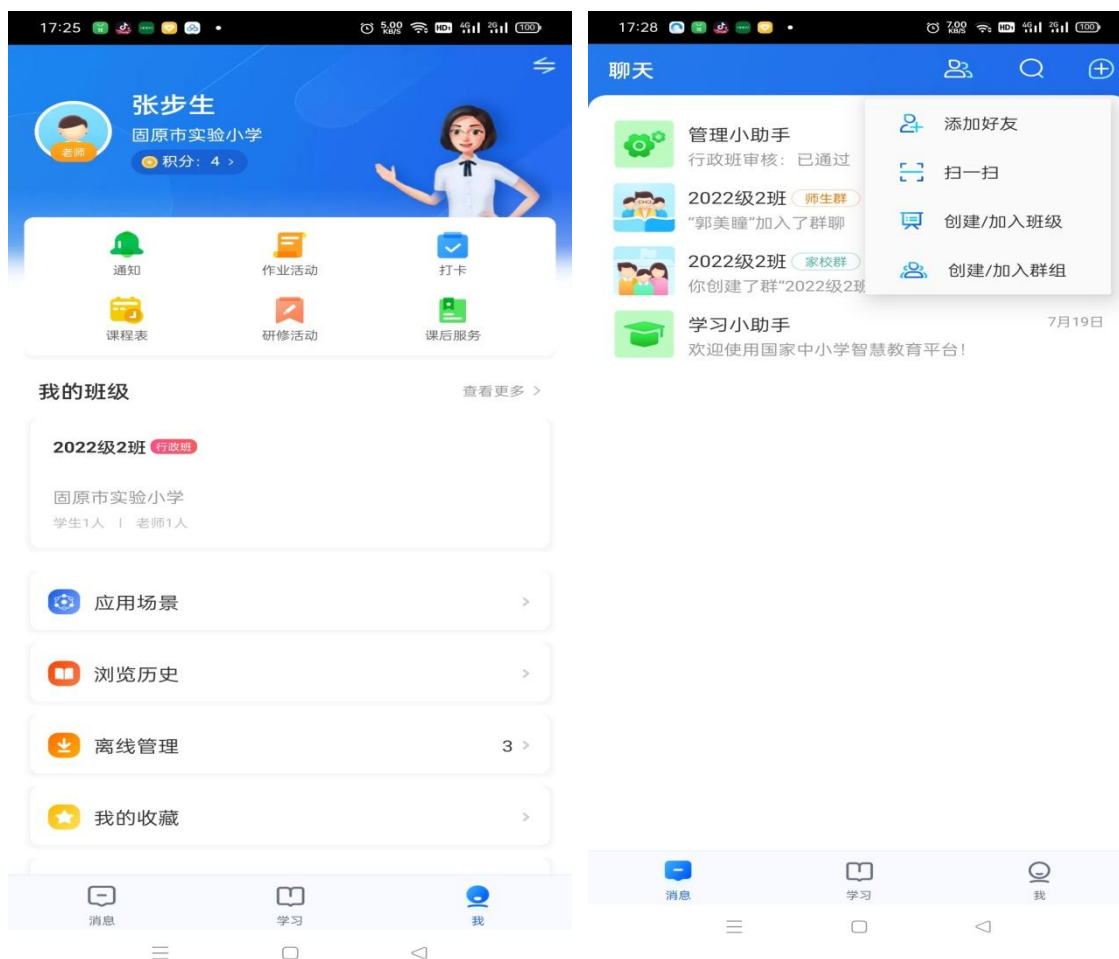 17:25
5.00 KB/S HD1 4G 2G 100
张步生
固原市实验小学
老师
积分：4 >
通知 作业活动 打卡
课程表 研修活动 课后服务
我的班级 查看更多 >
2022级2班 行政班
固原市实验小学
学生1人 | 老师1人
应用场景 >
浏览历史 >
离线管理 3 >
我的收藏 >
消息 学习 我
17:28
7.00 KB/S HD1 4G 2G 100
聊天
添加好友
扫一扫
创建/加入班级
创建/加入群组
管理小助手
行政班审核：已通过
2022级2班 师生群
“郭美瞳”加入了群聊
2022级2班 家校群
你创建了群“2022级2班
学习小助手 7月19日
欢迎使用国家中小学智慧教育平台！
消息 学习 我